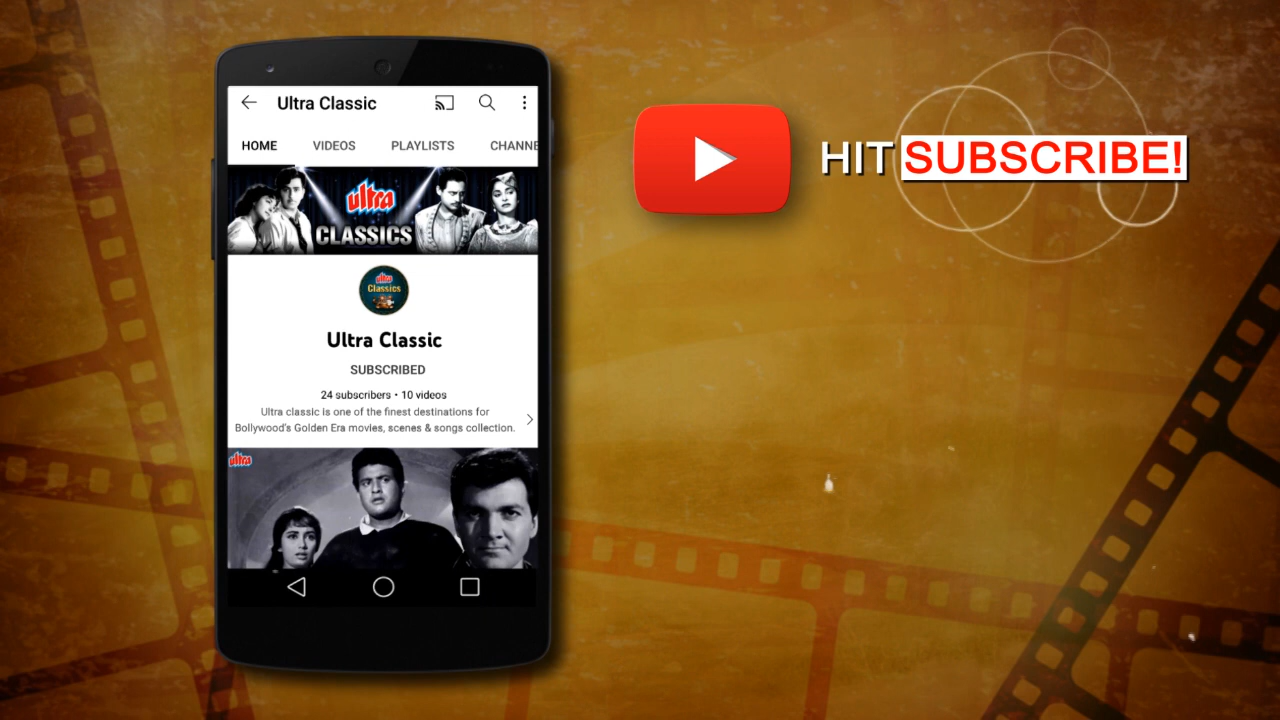 Ultra Classic
HOME VIDEOS PLAYLISTS CHANNE
ultra
CLASSICS
ultra
Classics
Ultra Classic
SUBSCRIBED
24 subscribers • 10 videos
Ultra classic is one of the finest destinations for
Bollywood's Golden Era movies, scenes & songs collection.
ultra
HIT SUBSCRIBE!